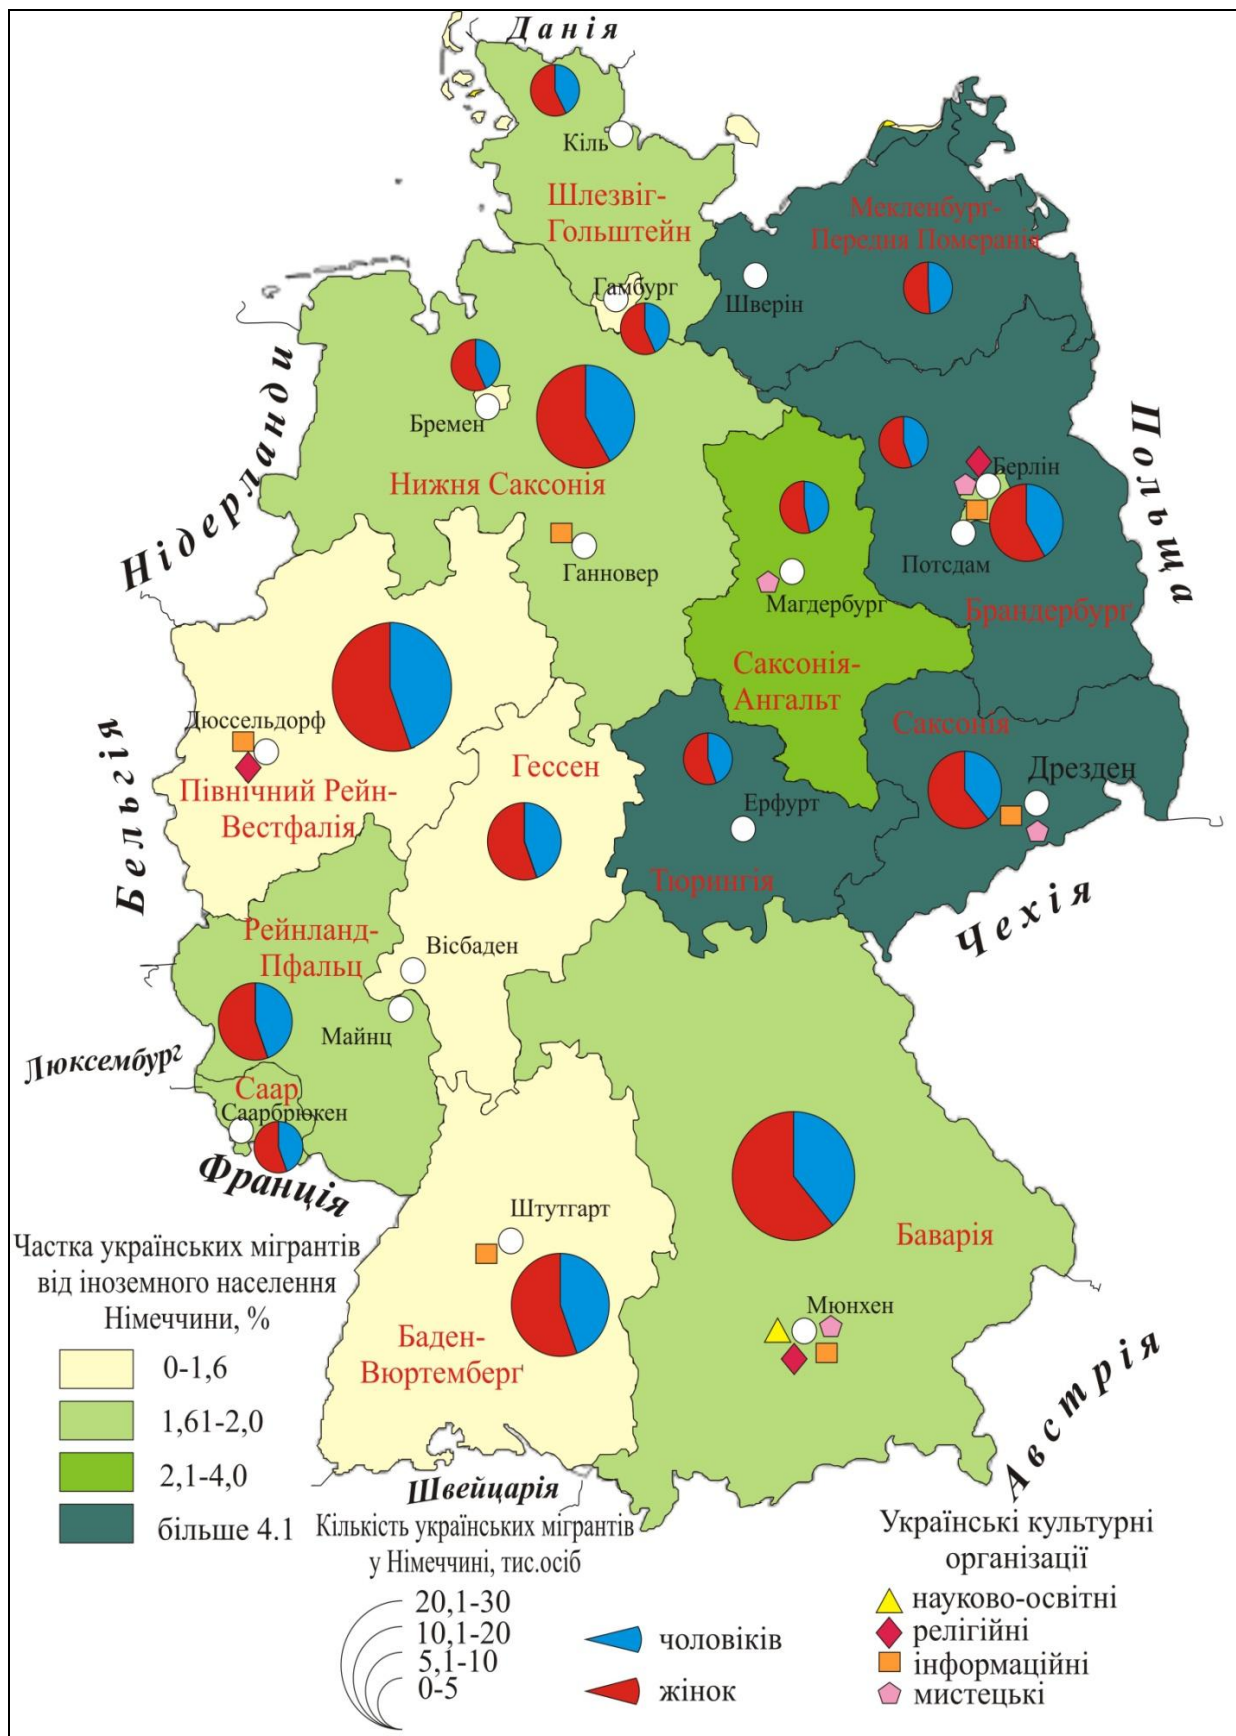 Данія
Кіль
Шлезвіг-
Гольштейн
Мекленбург-
Передня Померанія
Гамбург
Шверін
Нідерланди
Бремен
Польща
Берлін
Нижня Саксонія
Ганновер
Потсдам
Магдербург
Брандербург
Саксонія-
Ангальт
Саксонія
Дюссельдорф
Бельгія
Гессен
Дрезден
Північний Рейн-
Вестфалія
Ерфурт
Тюрингія
Чехія
Рейнланд-
Пфальц
Вісбаден
Майнц
Люксембург
Саар
Саарбрюкен
Франція
Штутгарт
Баварія
Мюнхен
Баден-
Вюртемберг
Австрія
Швейцарія
Частка українських мігрантів
від іноземного населення
Німеччини, %
0-1,6
1,61-2,0
2,1-4,0
більше 4.1
Кількість українських мігрантів
у Німеччині, тис.осіб
20,1-30
10,1-20
5,1-10
0-5
чоловіків
жінок
Українські культурні
організації
науково-освітні
релігійні
інформаційні
мистецькі